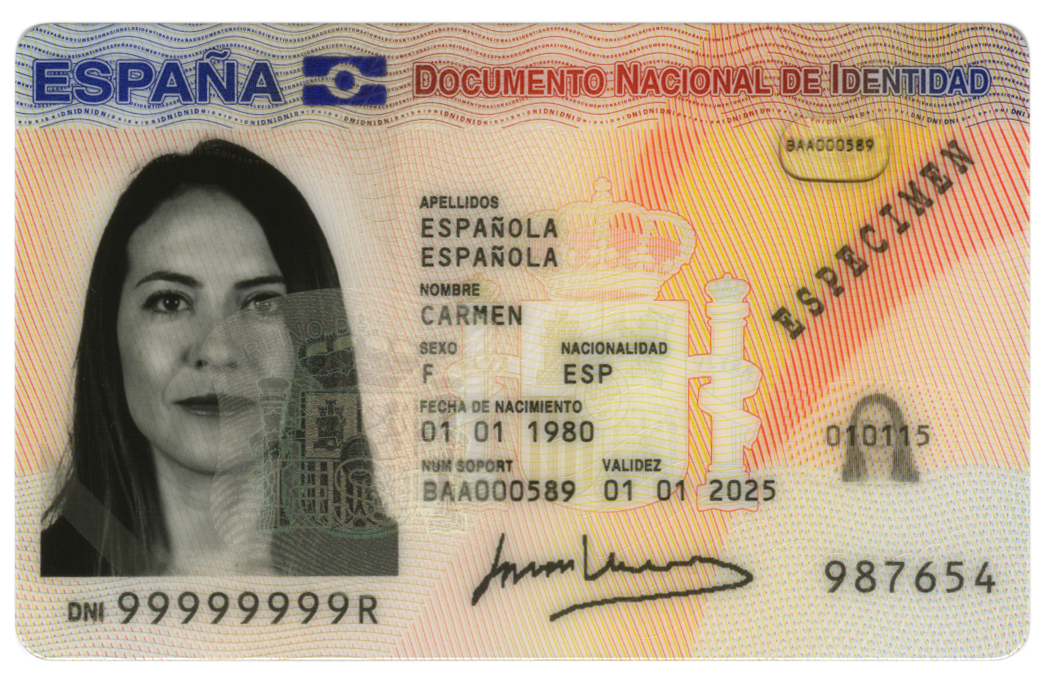 ESPAÑA DOCUMENTO NACIONAL DE IDENTIDAD
BAA000589
ESPECIMEN
APELLIDOS
ESPAÑOLA
ESPAÑOLA
NOMBRE
CARMEN
SEXO NACIONALIDAD
F ESP
FECHA DE NACIMIENTO
01 01 1980
010115
NUM SOPORT VALIDEZ
BAA000589 01 01 2025
987654
DNI 99999999R